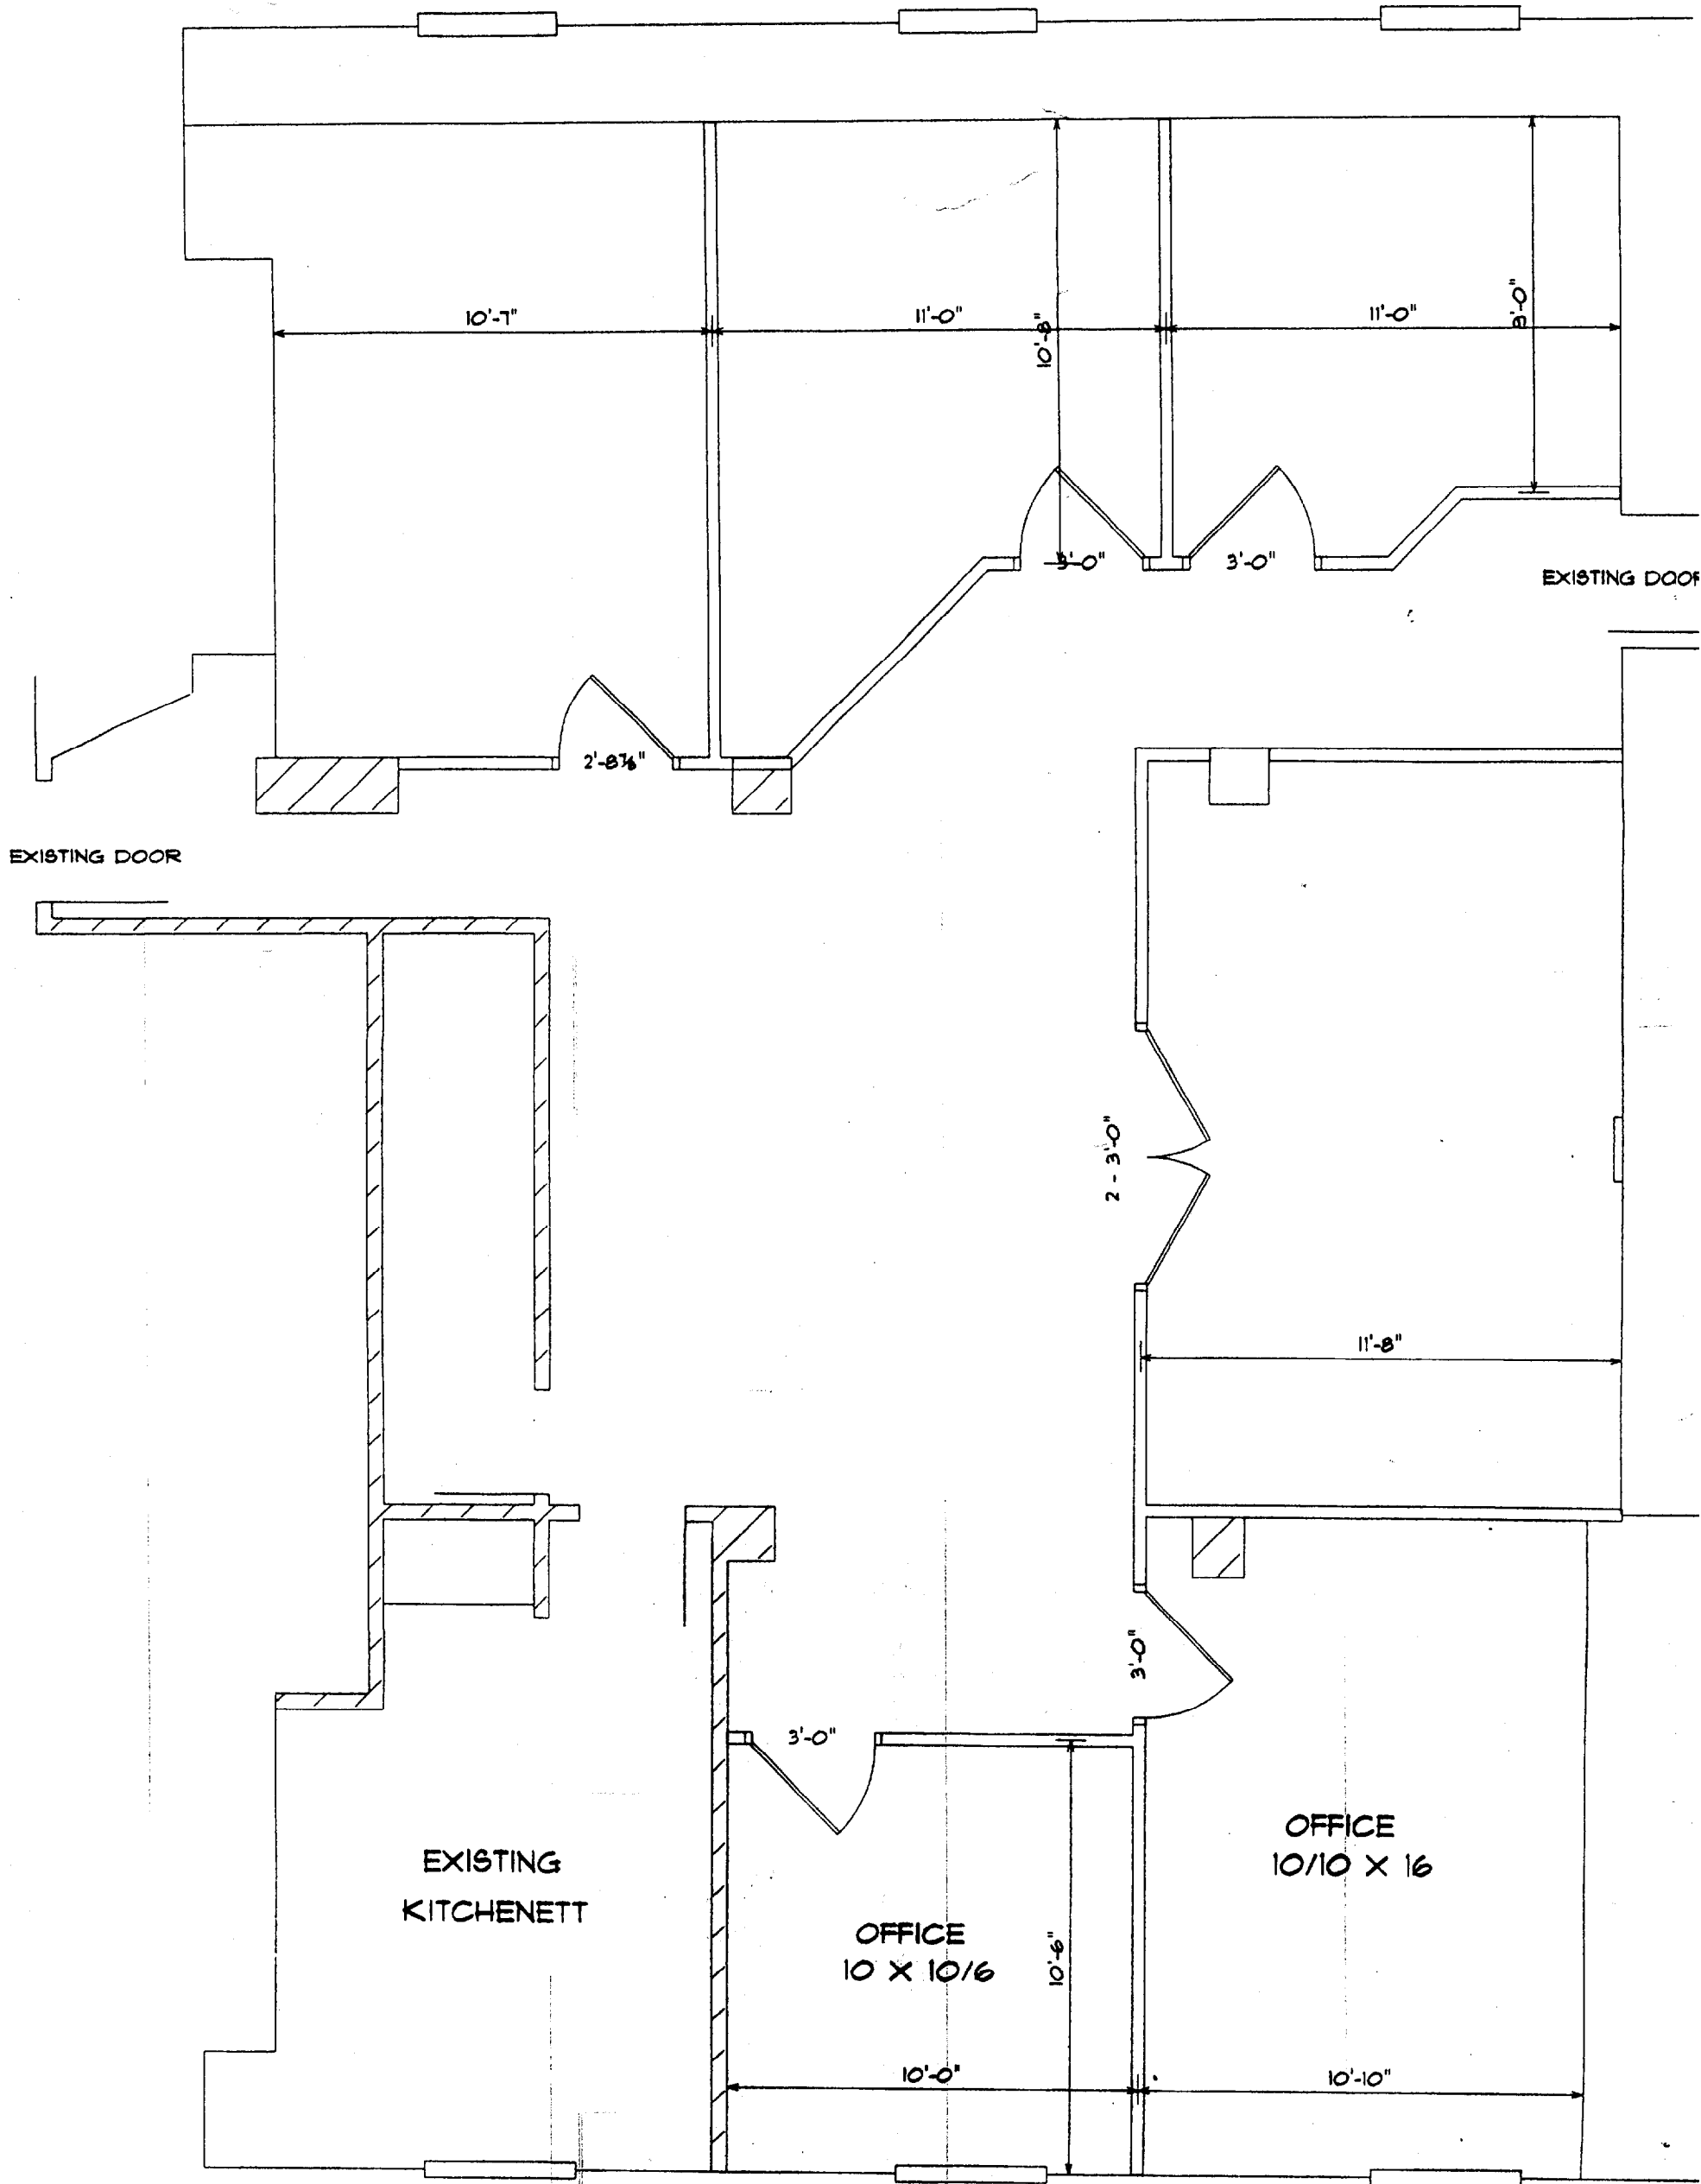 10'-7"
11'-0"
10'-8"
11'-0"
8'-0"
3'-0"
3'-0"
EXISTING DOOR
2'-8⅞"
EXISTING DOOR
2 - 3'-0"
11'-8"
3'-0"
3'-0"
OFFICE
10/10 X 16
EXISTING
KITCHENETT
OFFICE
10 X 10/6
10'-6"
10'-0"
10'-10"